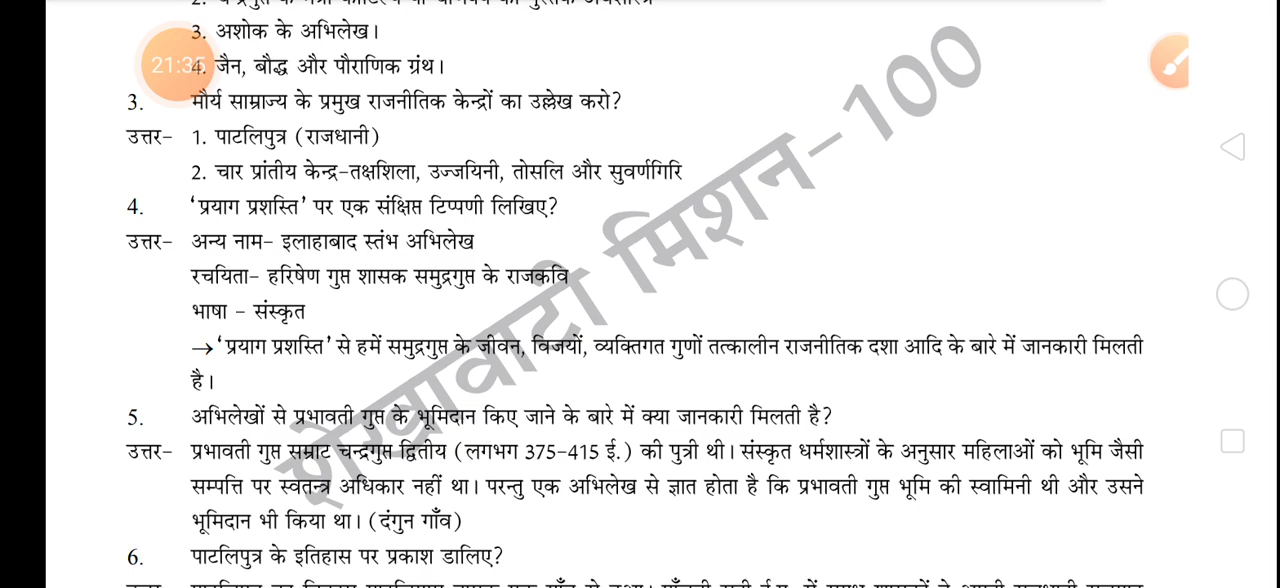 3. अशोक के अभिलेख।
21:35
4. जैन, बौद्ध और पौराणिक ग्रंथ।
3. मौर्य साम्राज्य के प्रमुख राजनीतिक केन्द्रों का उल्लेख करो?
उत्तर- 1. पाटलिपुत्र (राजधानी)
2. चार प्रांतीय केन्द्र-तक्षशिला, उज्जयिनी, तोसलि और सुवर्णगिरि
4. 'प्रयाग प्रशस्ति' पर एक संक्षिप्त टिप्पणी लिखिए?
उत्तर- अन्य नाम- इलाहाबाद स्तंभ अभिलेख
रचयिता- हरिषेण गुप्त शासक समुद्रगुप्त के राजकवि
भाषा - संस्कृत
→'प्रयाग प्रशस्ति' से हमें समुद्रगुप्त के जीवन, विजयों, व्यक्तिगत गुणों तत्कालीन राजनीतिक दशा आदि के बारे में जानकारी मिलती
है।
5. अभिलेखों से प्रभावती गुप्त के भूमिदान किए जाने के बारे में क्या जानकारी मिलती है?
उत्तर- प्रभावती गुप्त सम्राट चन्द्रगुप्त द्वितीय (लगभग 375-415 ई.) की पुत्री थी। संस्कृत धर्मशास्त्रों के अनुसार महिलाओं को भूमि जैसी
सम्पत्ति पर स्वतन्त्र अधिकार नहीं था। परन्तु एक अभिलेख से ज्ञात होता है कि प्रभावती गुप्त भूमि की स्वामिनी थी और उसने
भूमिदान भी किया था। (दंगुन गाँव)
6. पाटलिपुत्र के इतिहास पर प्रकाश डालिए?
शेखावाटी मिशन-100